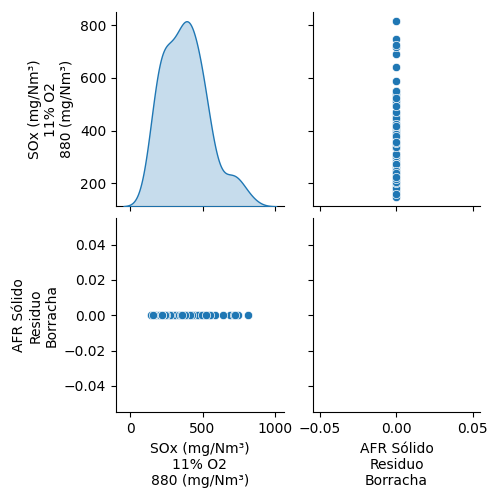 800
600
400
200
SOx (mg/Nm³)
11% O2
880 (mg/Nm³)
0.04
0.02
0.00
−0.02
−0.04
AFR Sólido
Residuo
Borracha
0
500
1000
SOx (mg/Nm³)
11% O2
880 (mg/Nm³)
−0.05
0.00
0.05
AFR Sólido
Residuo
Borracha